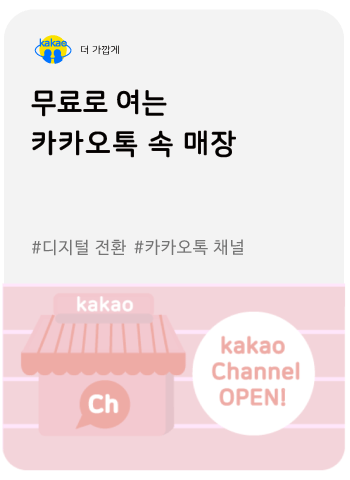 kakao 더 가깝게
무료로 여는
카카오톡 속 매장
#디지털 전환 #카카오톡 채널
kakao
Ch
kakao
Channel
OPEN!